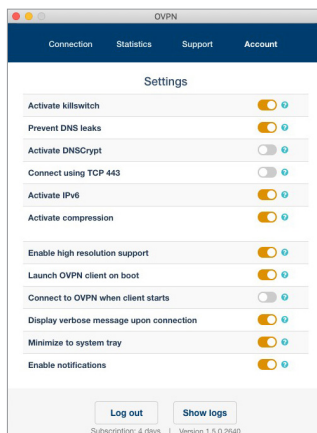 OVPN
Connection Statistics Support Account
Settings
Activate killswitch
Prevent DNS leaks
Activate DNSCrypt
Connect using TCP 443
Activate IPv6
Activate compression
Enable high resolution support
Launch OVPN client on boot
Connect to OVPN when client starts
Display verbose message upon connection
Minimize to system tray
Enable notifications
Log out Show logs
Subscription: 4 days | Version 1.5.0.2640